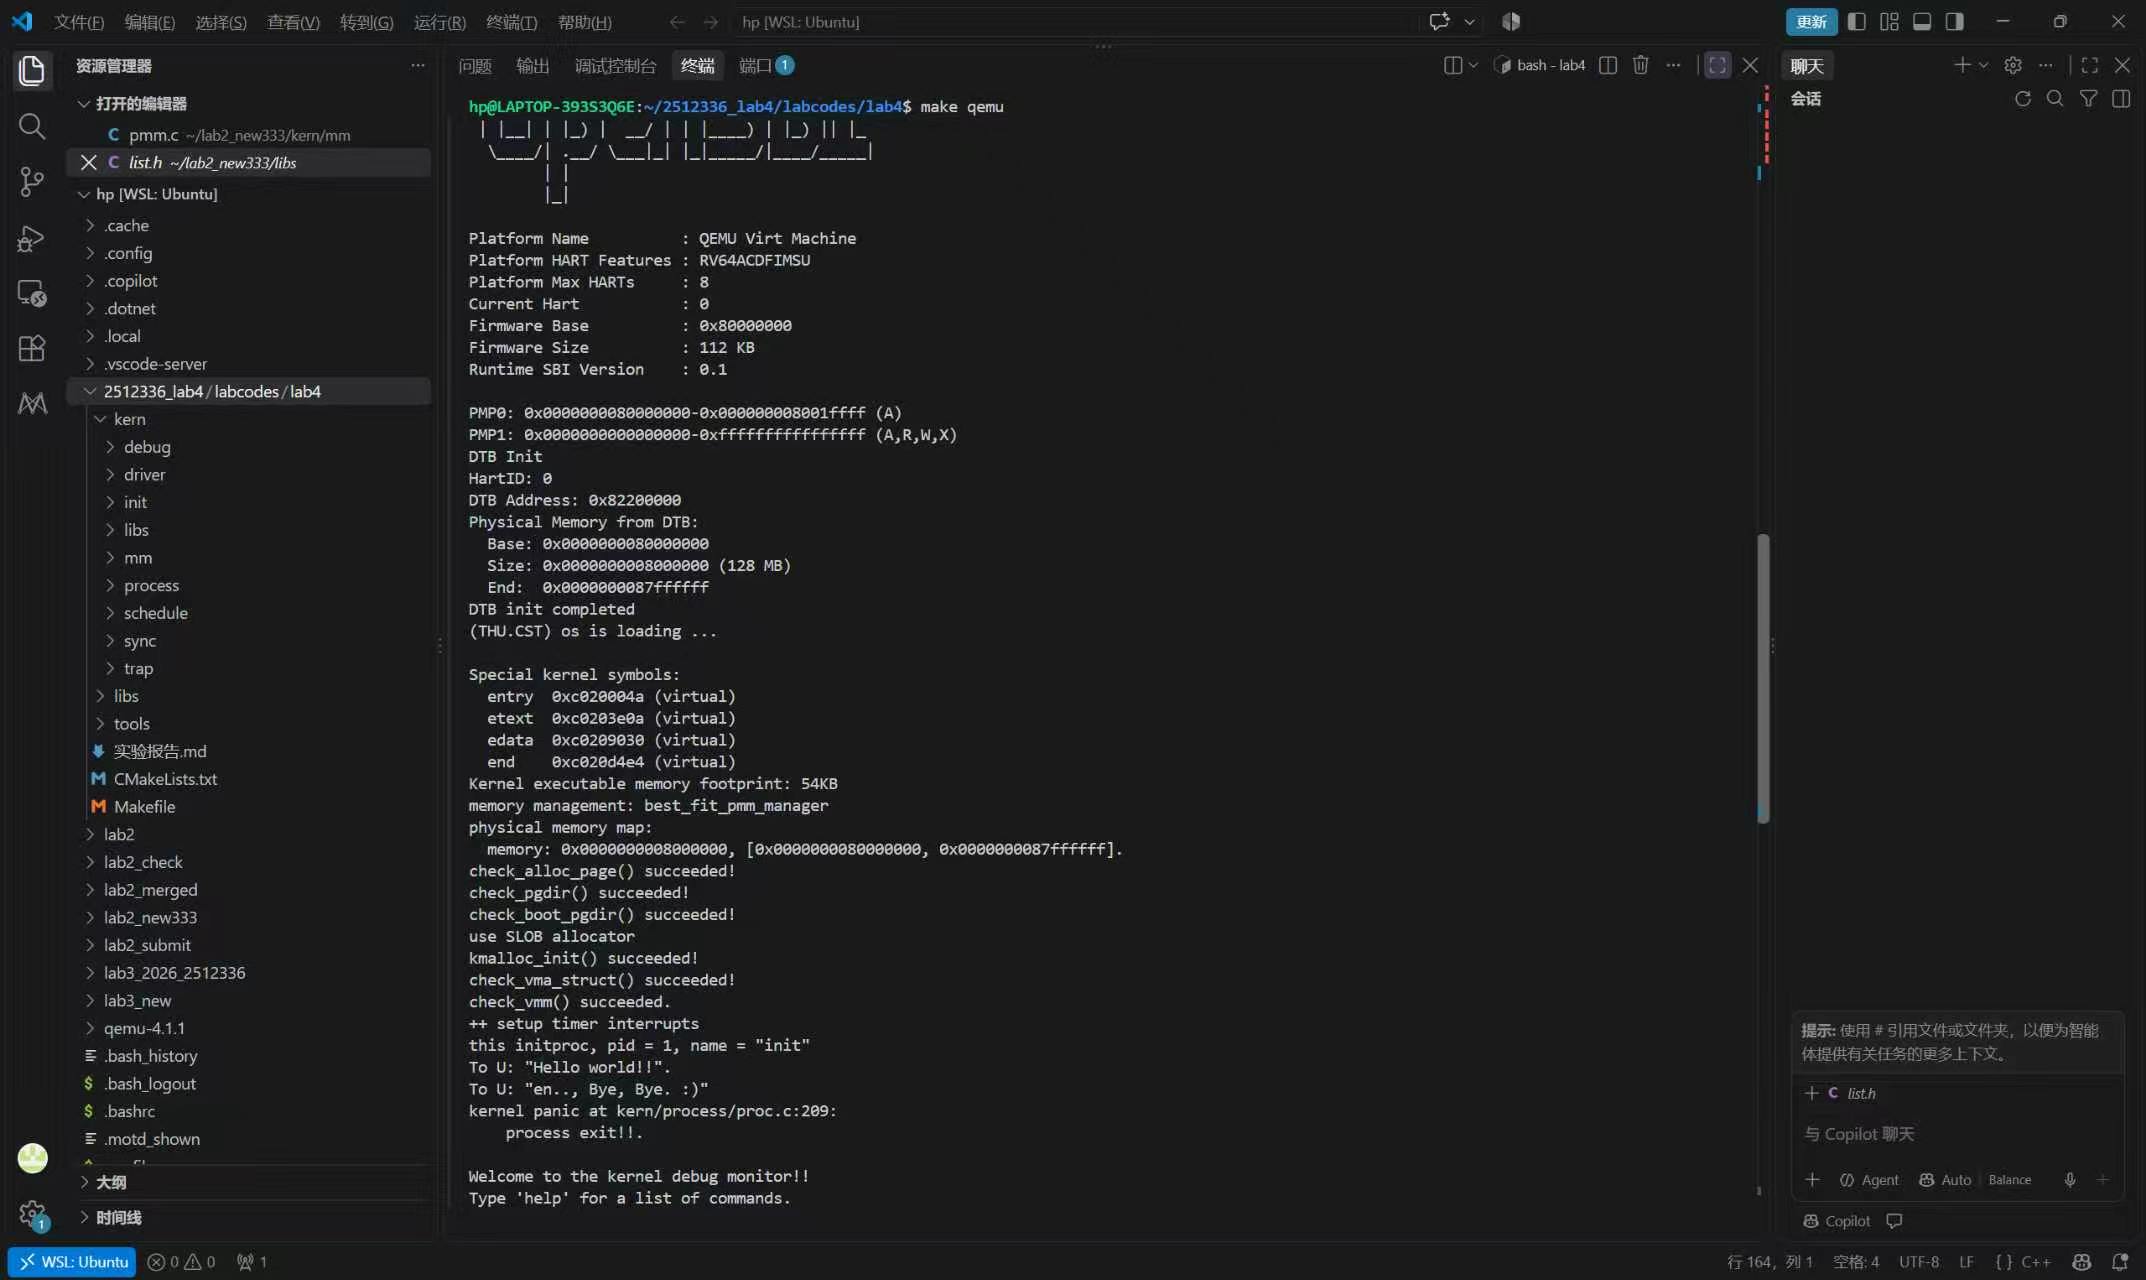 文件(F) 编辑(E) 选择(S) 查看(V) 转到(G) 运行(R) 终端(T) 帮助(H) hp [WSL: Ubuntu] 更新
资源管理器
打开的编辑器
C pmm.c ~/lab2_new333/kern/mm
C list.h ~/lab2_new333/libs
hp [WSL: Ubuntu]
.cache
.config
.copilot
.dotnet
.local
.vscode-server
2512336_lab4/labcodes/lab4
kern
debug
driver
init
libs
mm
process
schedule
sync
trap
libs
tools
实验报告.md
M CMakeLists.txt
M Makefile
lab2
lab2_check
lab2_merged
lab2_new333
lab2_submit
lab3_2026_2512336
lab3_new
qemu-4.1.1
.bash_history
$ .bash_logout
$ .bashrc
.motd_shown
大纲
时间线
1
问题 输出 调试控制台 终端 端口 1 bash - lab4
hp@LAPTOP-393S3Q6E:~/2512336_lab4/labcodes/lab4$ make qemu
| |__| | |_) |  __/ | | |____) | |_) || |_
\____/| .__/ \___|_| |_|_____/|____/_____|
| |
|_|
Platform Name : QEMU Virt Machine
Platform HART Features : RV64ACDFIMSU
Platform Max HARTs : 8
Current Hart : 0
Firmware Base : 0x80000000
Firmware Size : 112 KB
Runtime SBI Version : 0.1
PMP0: 0x0000000080000000-0x000000008001ffff (A)
PMP1: 0x0000000000000000-0xffffffffffffffff (A,R,W,X)
DTB Init
HartID: 0
DTB Address: 0x82200000
Physical Memory from DTB:
Base: 0x0000000080000000
Size: 0x0000000008000000 (128 MB)
End: 0x0000000087ffffff
DTB init completed
(THU.CST) os is loading ...
Special kernel symbols:
entry 0xc020004a (virtual)
etext 0xc0203e0a (virtual)
edata 0xc0209030 (virtual)
end 0xc020d4e4 (virtual)
Kernel executable memory footprint: 54KB
memory management: best_fit_pmm_manager
physical memory map:
memory: 0x0000000008000000, [0x0000000080000000, 0x0000000087ffffff].
check_alloc_page() succeeded!
check_pgdir() succeeded!
check_boot_pgdir() succeeded!
use SLOB allocator
kmalloc_init() succeeded!
check_vma_struct() succeeded!
check_vmm() succeeded.
++ setup timer interrupts
this initproc, pid = 1, name = "init"
To U: "Hello world!!".
To U: "en.., Bye, Bye. :)"
kernel panic at kern/process/proc.c:209:
process exit!!.
Welcome to the kernel debug monitor!!
Type 'help' for a list of commands.
聊天
会话
提示: 使用 # 引用文件或文件夹，以便为智能
体提供有关任务的更多上下文。
C list.h
与 Copilot 聊天
Agent Auto Balance
Copilot
WSL: Ubuntu 0 0 1 行 164, 列 1 空格: 4 UTF-8 LF {} C++